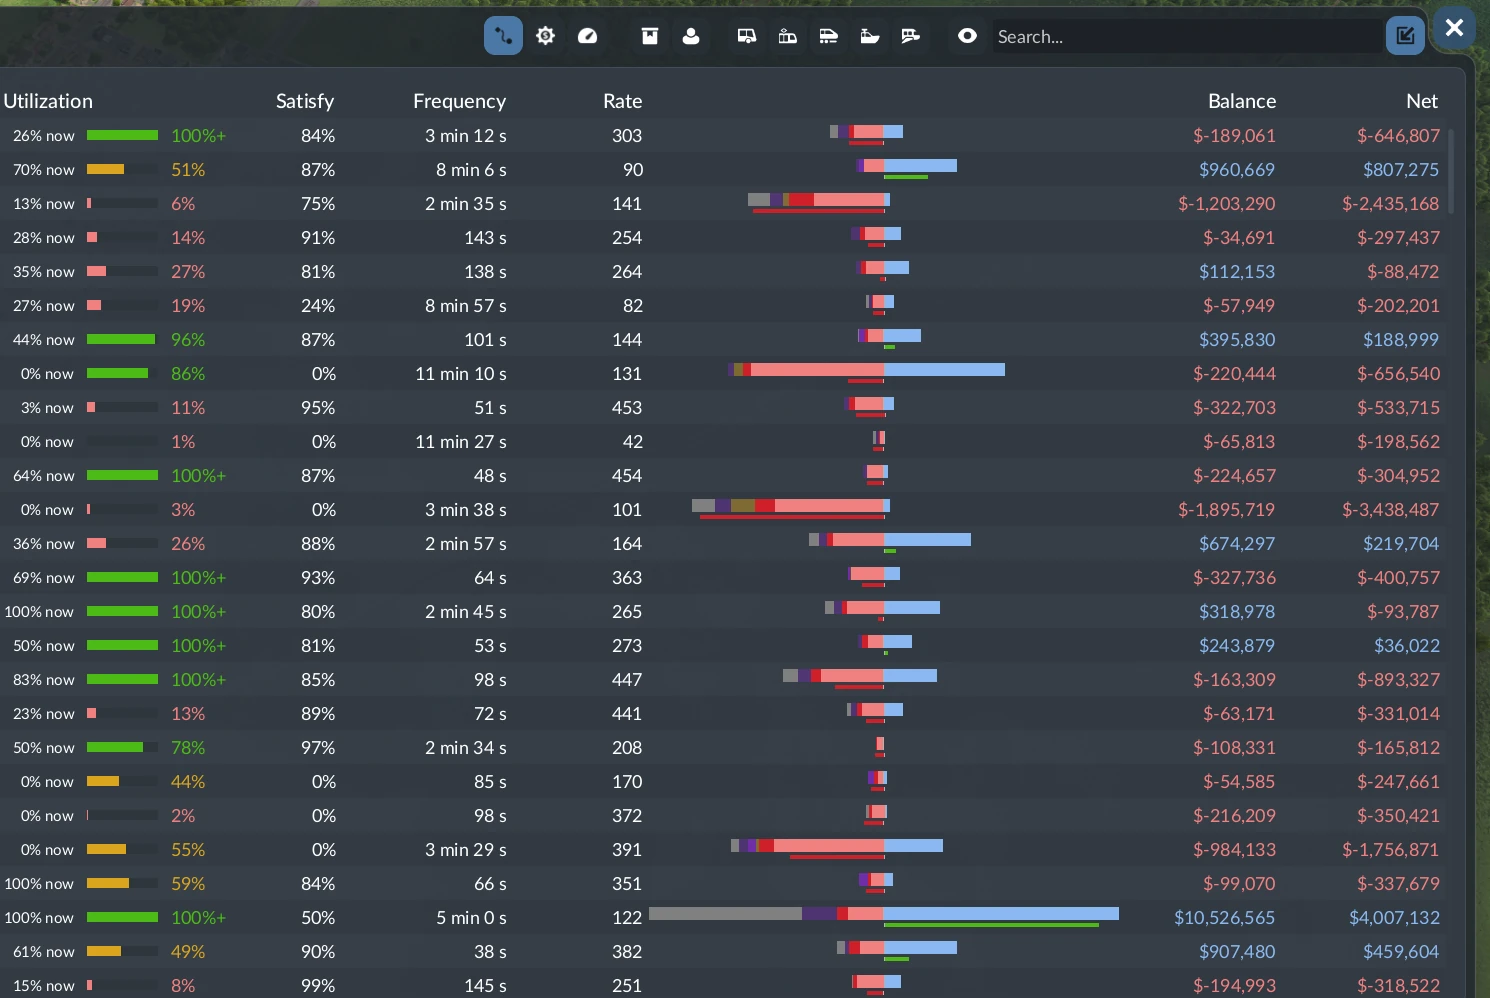 Search...
Utilization Satisfy Frequency Rate Balance Net
26% now 100%+ 84% 3 min 12 s 303 $-189,061 $-646,807
70% now 51% 87% 8 min 6 s 90 $960,669 $807,275
13% now 6% 75% 2 min 35 s 141 $-1,203,290 $-2,435,168
28% now 14% 91% 143 s 254 $-34,691 $-297,437
35% now 27% 81% 138 s 264 $112,153 $-88,472
27% now 19% 24% 8 min 57 s 82 $-57,949 $-202,201
44% now 96% 87% 101 s 144 $395,830 $188,999
0% now 86% 0% 11 min 10 s 131 $-220,444 $-656,540
3% now 11% 95% 51 s 453 $-322,703 $-533,715
0% now 1% 0% 11 min 27 s 42 $-65,813 $-198,562
64% now 100%+ 87% 48 s 454 $-224,657 $-304,952
0% now 3% 0% 3 min 38 s 101 $-1,895,719 $-3,438,487
36% now 26% 88% 2 min 57 s 164 $674,297 $219,704
69% now 100%+ 93% 64 s 363 $-327,736 $-400,757
100% now 100%+ 80% 2 min 45 s 265 $318,978 $-93,787
50% now 100%+ 81% 53 s 273 $243,879 $36,022
83% now 100%+ 85% 98 s 447 $-163,309 $-893,327
23% now 13% 89% 72 s 441 $-63,171 $-331,014
50% now 78% 97% 2 min 34 s 208 $-108,331 $-165,812
0% now 44% 0% 85 s 170 $-54,585 $-247,661
0% now 2% 0% 98 s 372 $-216,209 $-350,421
0% now 55% 0% 3 min 29 s 391 $-984,133 $-1,756,871
100% now 59% 84% 66 s 351 $-99,070 $-337,679
100% now 100%+ 50% 5 min 0 s 122 $10,526,565 $4,007,132
61% now 49% 90% 38 s 382 $907,480 $459,604
15% now 8% 99% 145 s 251 $-194,993 $-318,522